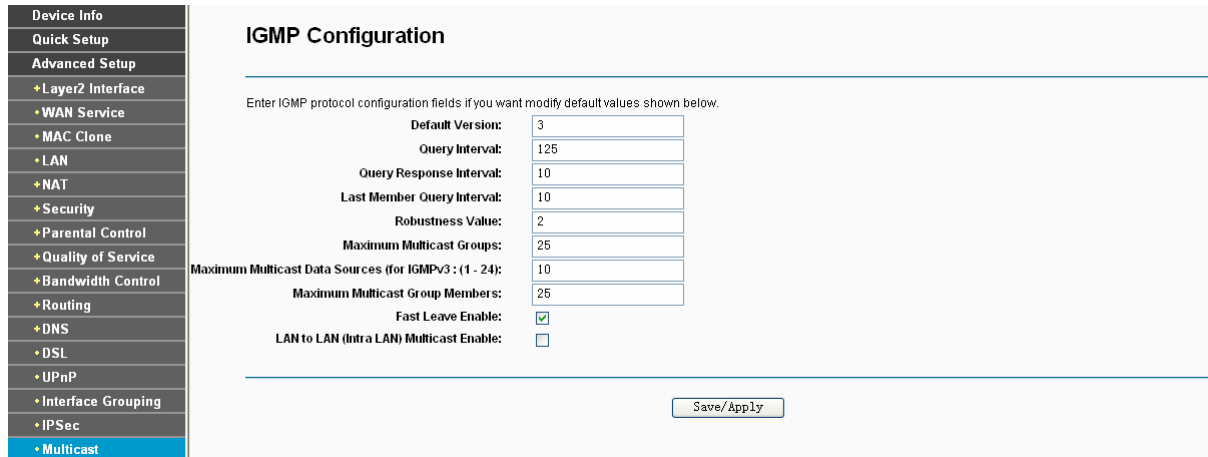 Device Info
Quick Setup
Advanced Setup
+Layer2 Interface
•WAN Service
•MAC Clone
•LAN
+NAT
+Security
+Parental Control
+Quality of Service
+Bandwidth Control
+Routing
+DNS
•DSL
•UPnP
•Interface Grouping
•IPSec
•Multicast
IGMP Configuration
Enter IGMP protocol configuration fields if you want modify default values shown below.
Default Version: 3
Query Interval: 125
Query Response Interval: 10
Last Member Query Interval: 10
Robustness Value: 2
Maximum Multicast Groups: 25
Maximum Multicast Data Sources (for IGMPv3 : (1 - 24): 10
Maximum Multicast Group Members: 25
Fast Leave Enable:
LAN to LAN (Intra LAN) Multicast Enable:
Save/Apply